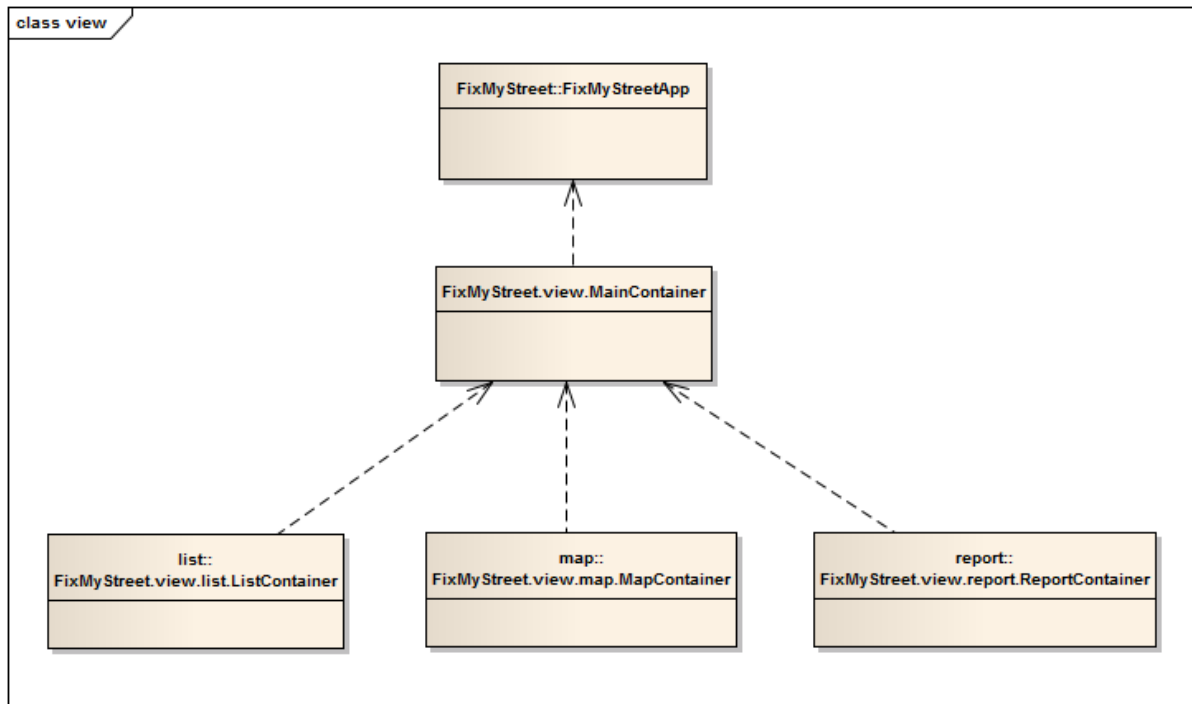 class view
FixMyStreet::FixMyStreetApp
FixMyStreet.view.MainContainer
list::
FixMyStreet.view.list.ListContainer
map::
FixMyStreet.view.map.MapContainer
report::
FixMyStreet.view.report.ReportContainer